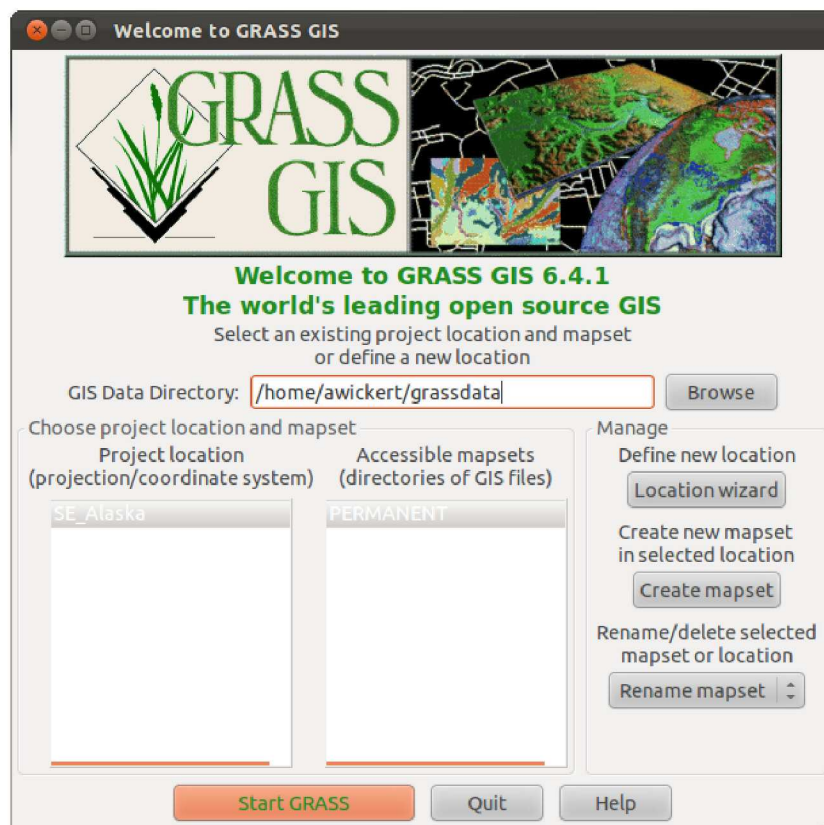 Welcome to GRASS GIS
GRASS
GIS
Welcome to GRASS GIS 6.4.1
The world's leading open source GIS
Select an existing project location and mapset
or define a new location
GIS Data Directory: /home/awickert/grassdata Browse
Choose project location and mapset
Project location
(projection/coordinate system)
SE_Alaska
Accessible mapsets
(directories of GIS files)
PERMANENT
Manage
Define new location
Location wizard
Create new mapset
in selected location
Create mapset
Rename/delete selected
mapset or location
Rename mapset
Start GRASS Quit Help